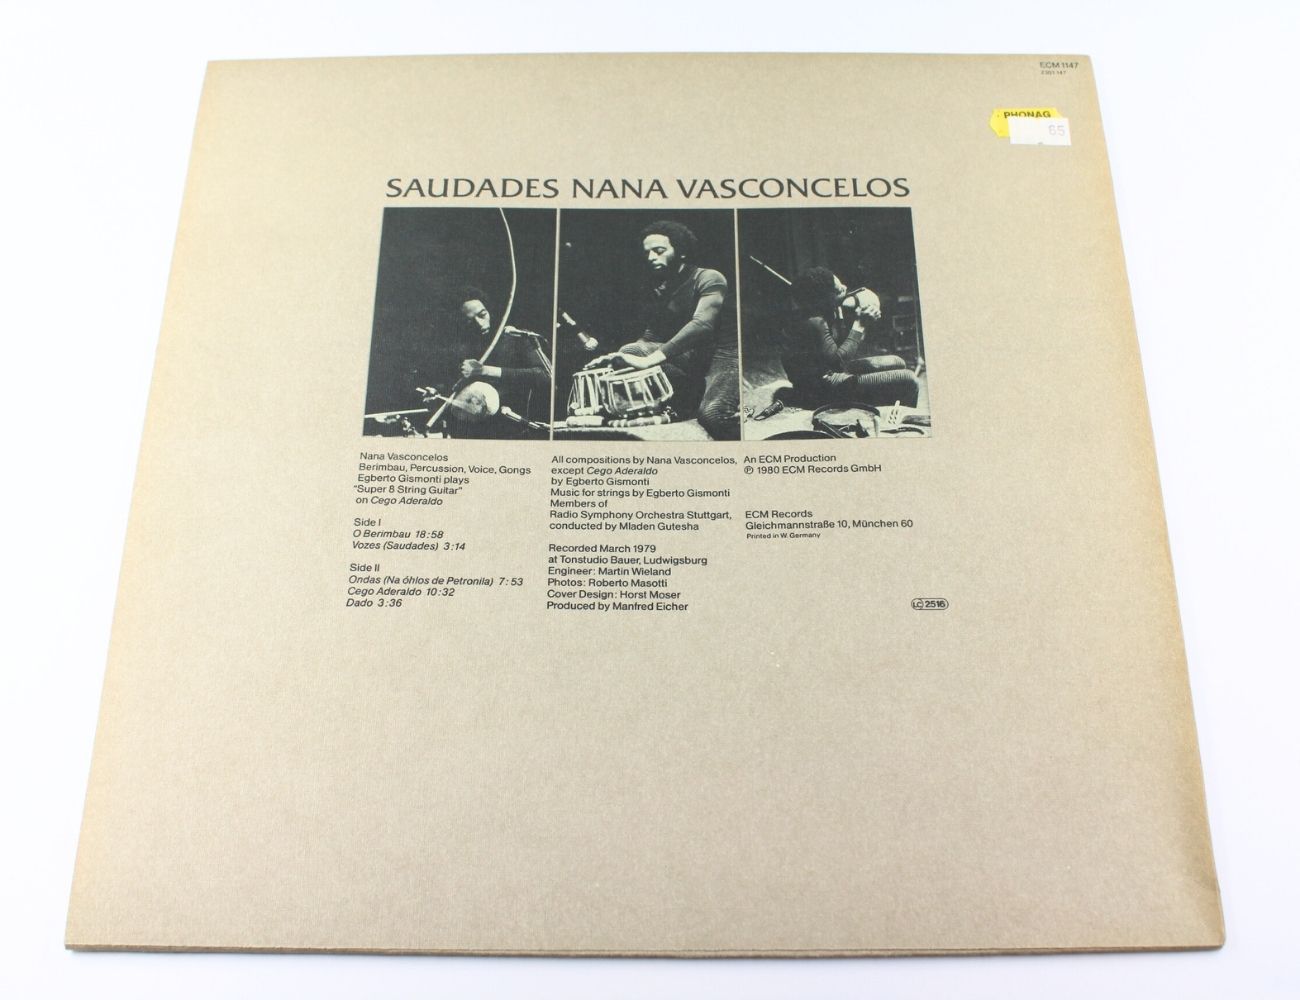 ECM 1147
2301 147
PHONAG
65
SAUDADES NANA VASCONCELOS
Nana Vasconcelos
Berimbau, Percussion, Voice, Gongs
Egberto Gismonti plays
"Super 8 String Guitar"
on Cego Aderaldo
Side I
O Berimbau 18:58
Vozes (Saudades) 3:14
Side II
Ondas (Na óhlos de Petronila) 7:53
Cego Aderaldo 10:32
Dado 3:36
All compositions by Nana Vasconcelos,
except Cego Aderaldo
by Egberto Gismonti
Music for strings by Egberto Gismonti
Members of
Radio Symphony Orchestra Stuttgart,
conducted by Mladen Gutesha
Recorded March 1979
at Tonstudio Bauer, Ludwigsburg
Engineer: Martin Wieland
Photos: Roberto Masotti
Cover Design: Horst Moser
Produced by Manfred Eicher
An ECM Production
℗ 1980 ECM Records GmbH
ECM Records
Gleichmannstraße 10, München 60
Printed in W. Germany
LC 2516